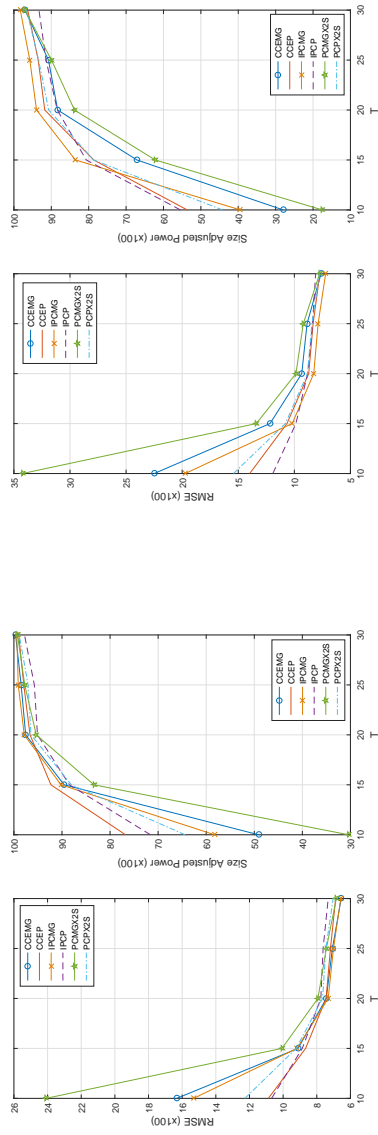 RMSE (x100)
26
24
22
20
18
16
14
12
10
8
6
CCEMG
CCEP
IPCMG
IPCP
PCMGX2S
PCPX2S
10 15 20 25 30
T
Size Adjusted Power (x100)
100
90
80
70
60
50
40
30
CCEMG
CCEP
IPCMG
IPCP
PCMGX2S
PCPX2S
10 15 20 25 30
T
RMSE (x100)
35
30
25
20
15
10
5
CCEMG
CCEP
IPCMG
IPCP
PCMGX2S
PCPX2S
10 15 20 25 30
T
Size Adjusted Power (x100)
100
90
80
70
60
50
40
30
20
10
CCEMG
CCEP
IPCMG
IPCP
PCMGX2S
PCPX2S
10 15 20 25 30
T